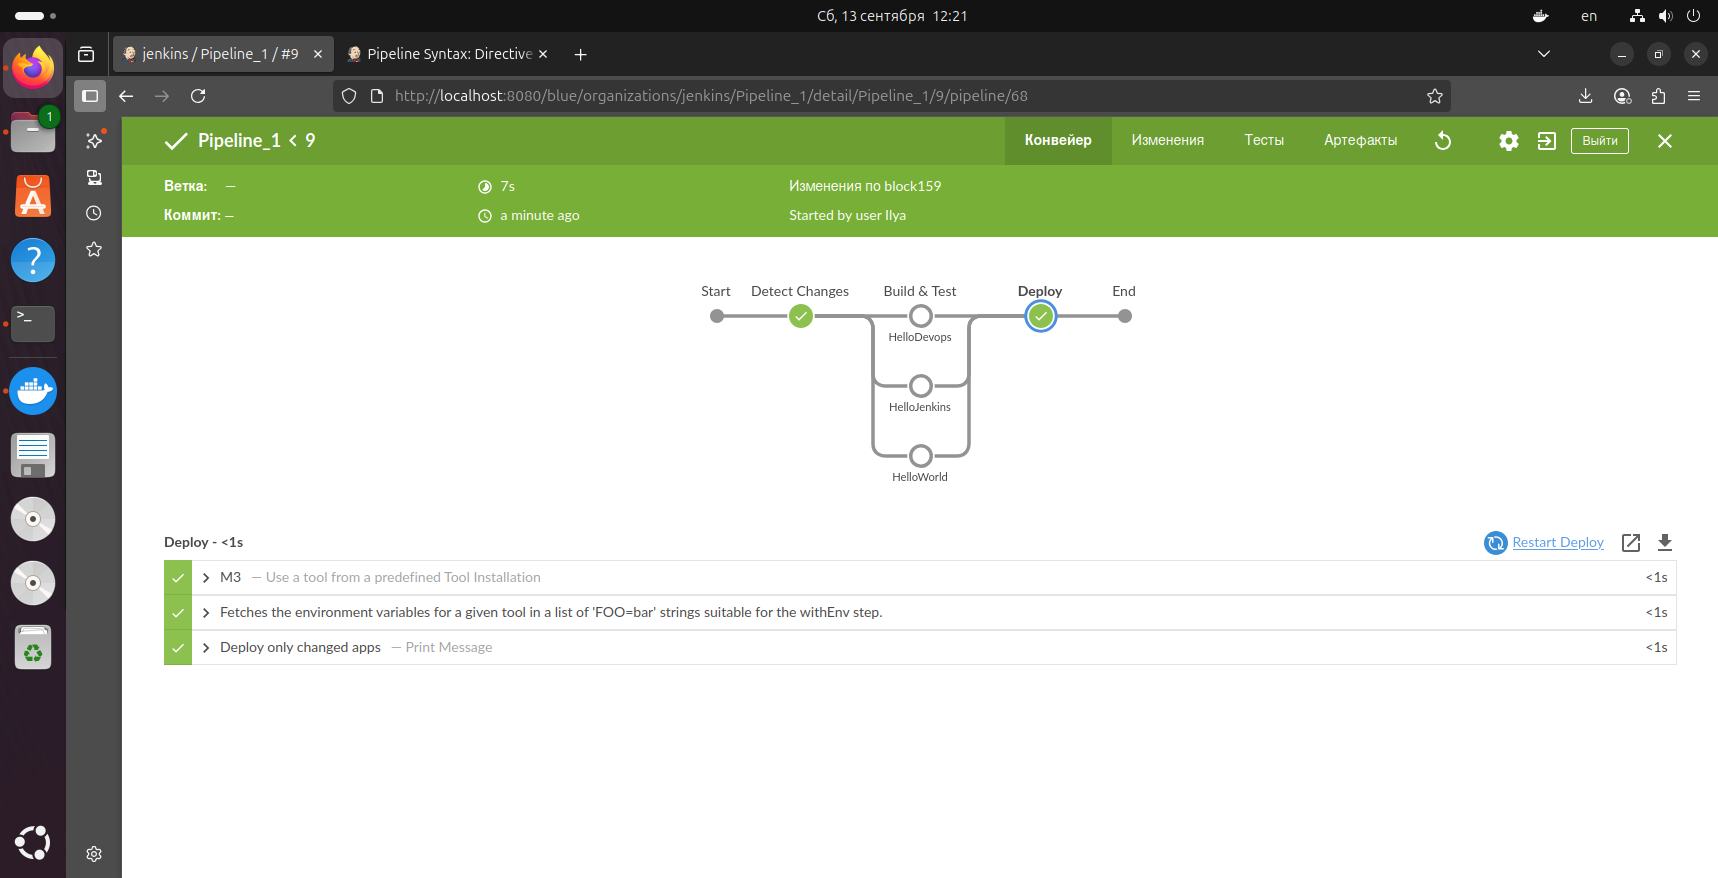 Сб, 13 сентября 12:21
en
jenkins / Pipeline_1 / #9
Pipeline Syntax: Directive
1
http://localhost:8080/blue/organizations/jenkins/Pipeline_1/detail/Pipeline_1/9/pipeline/68
Pipeline_1 < 9
Конвейер
Изменения
Тесты
Артефакты
Выйти
Ветка: —
7s
Изменения по block159
Коммит: —
a minute ago
Started by user Ilya
Start
Detect Changes
Build & Test
Deploy
End
HelloDevops
HelloJenkins
HelloWorld
Deploy - <1s
Restart Deploy
M3 — Use a tool from a predefined Tool Installation
<1s
Fetches the environment variables for a given tool in a list of 'FOO=bar' strings suitable for the withEnv step.
<1s
Deploy only changed apps — Print Message
<1s